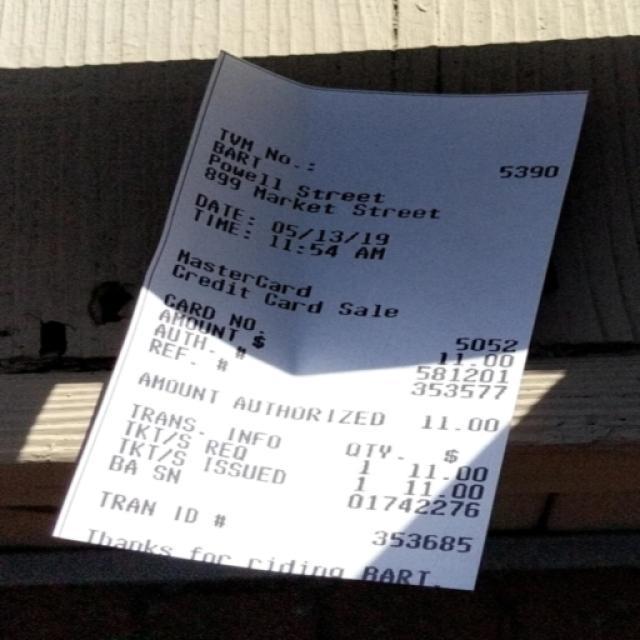 TVM No.: 5390
BART
Powell Street
899 Market Street
DATE: 05/13/19
TIME: 11:54 AM
MasterCard
Credit Card Sale
CARD NO. 5052
AMOUNT $ 11.00
AUTH. # 581201
REF. # 353577
AMOUNT AUTHORIZED 11.00
TRANS. INFO QTY. $
TKT/S REQ 1 11.00
TKT/S ISSUED 1 11.00
BA SN 01742276
TRAN ID # 353685
Thanks for riding BART.